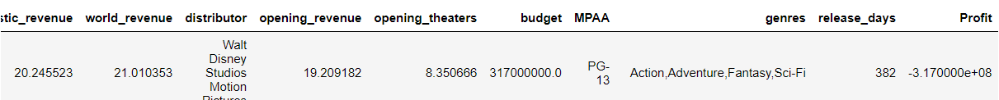 stic_revenue world_revenue distributor opening_revenue opening_theaters budget MPAA genres release_days Profit
20.245523 21.010353 Walt Disney Studios Motion Pictures 19.209182 8.350666 317000000.0 PG-13 Action,Adventure,Fantasy,Sci-Fi 382 -3.170000e+08